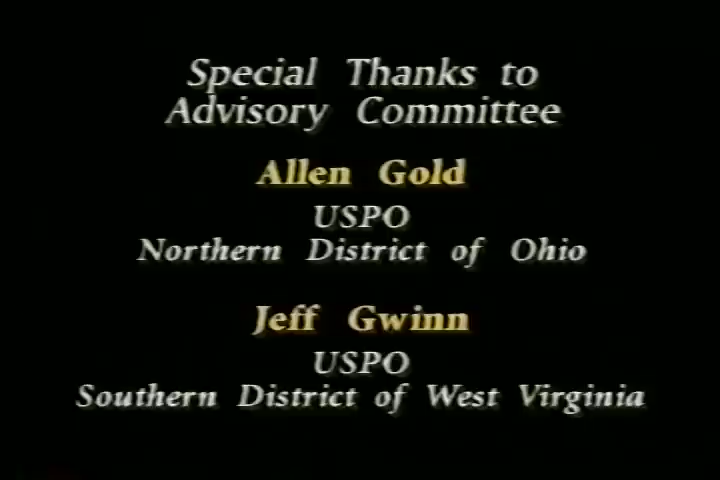 Special Thanks to
Advisory Committee
Allen Gold
USPO
Northern District of Ohio
Jeff Gwinn
USPO
Southern District of West Virginia